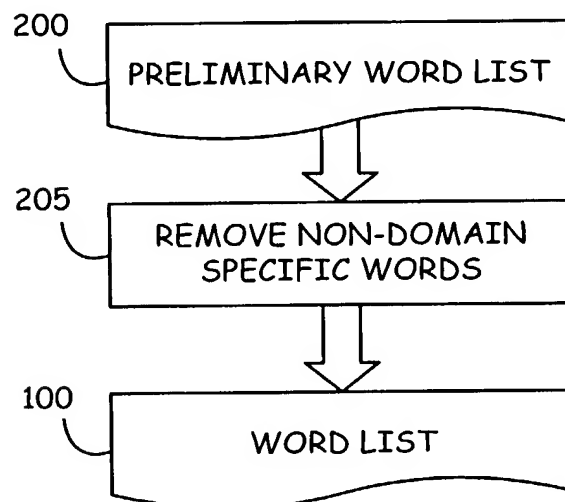 200
PRELIMINARY WORD LIST
205
REMOVE NON-DOMAIN
SPECIFIC WORDS
100
WORD LIST